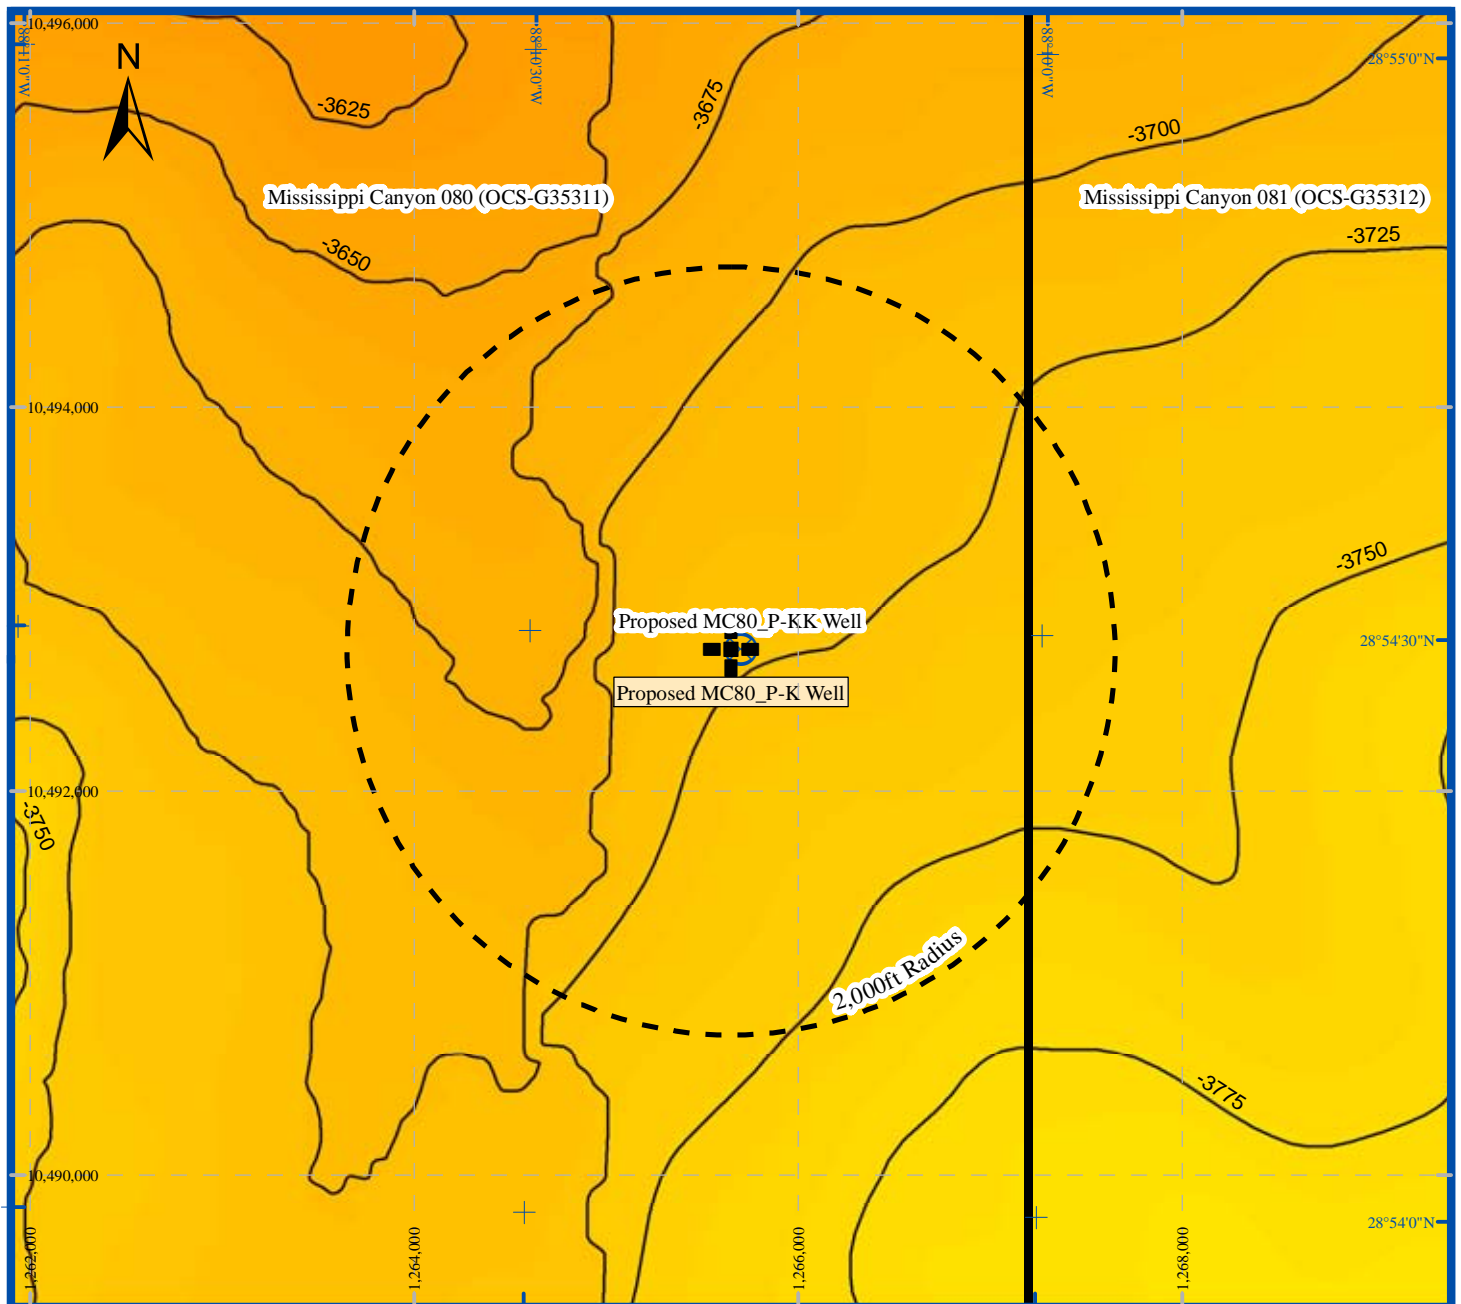 10,496,000
88°11'0"W
88°10'30"W
88°10'0"W
28°55'0"N
N
-3625
-3675
-3700
Mississippi Canyon 080 (OCS-G35311)
Mississippi Canyon 081 (OCS-G35312)
-3650
-3725
10,494,000
-3750
Proposed MC80_P-KK Well
28°54'30"N
Proposed MC80_P-K Well
10,492,000
-3750
2,000ft Radius
-3775
10,490,000
28°54'0"N
1,262,000
1,264,000
1,266,000
1,268,000